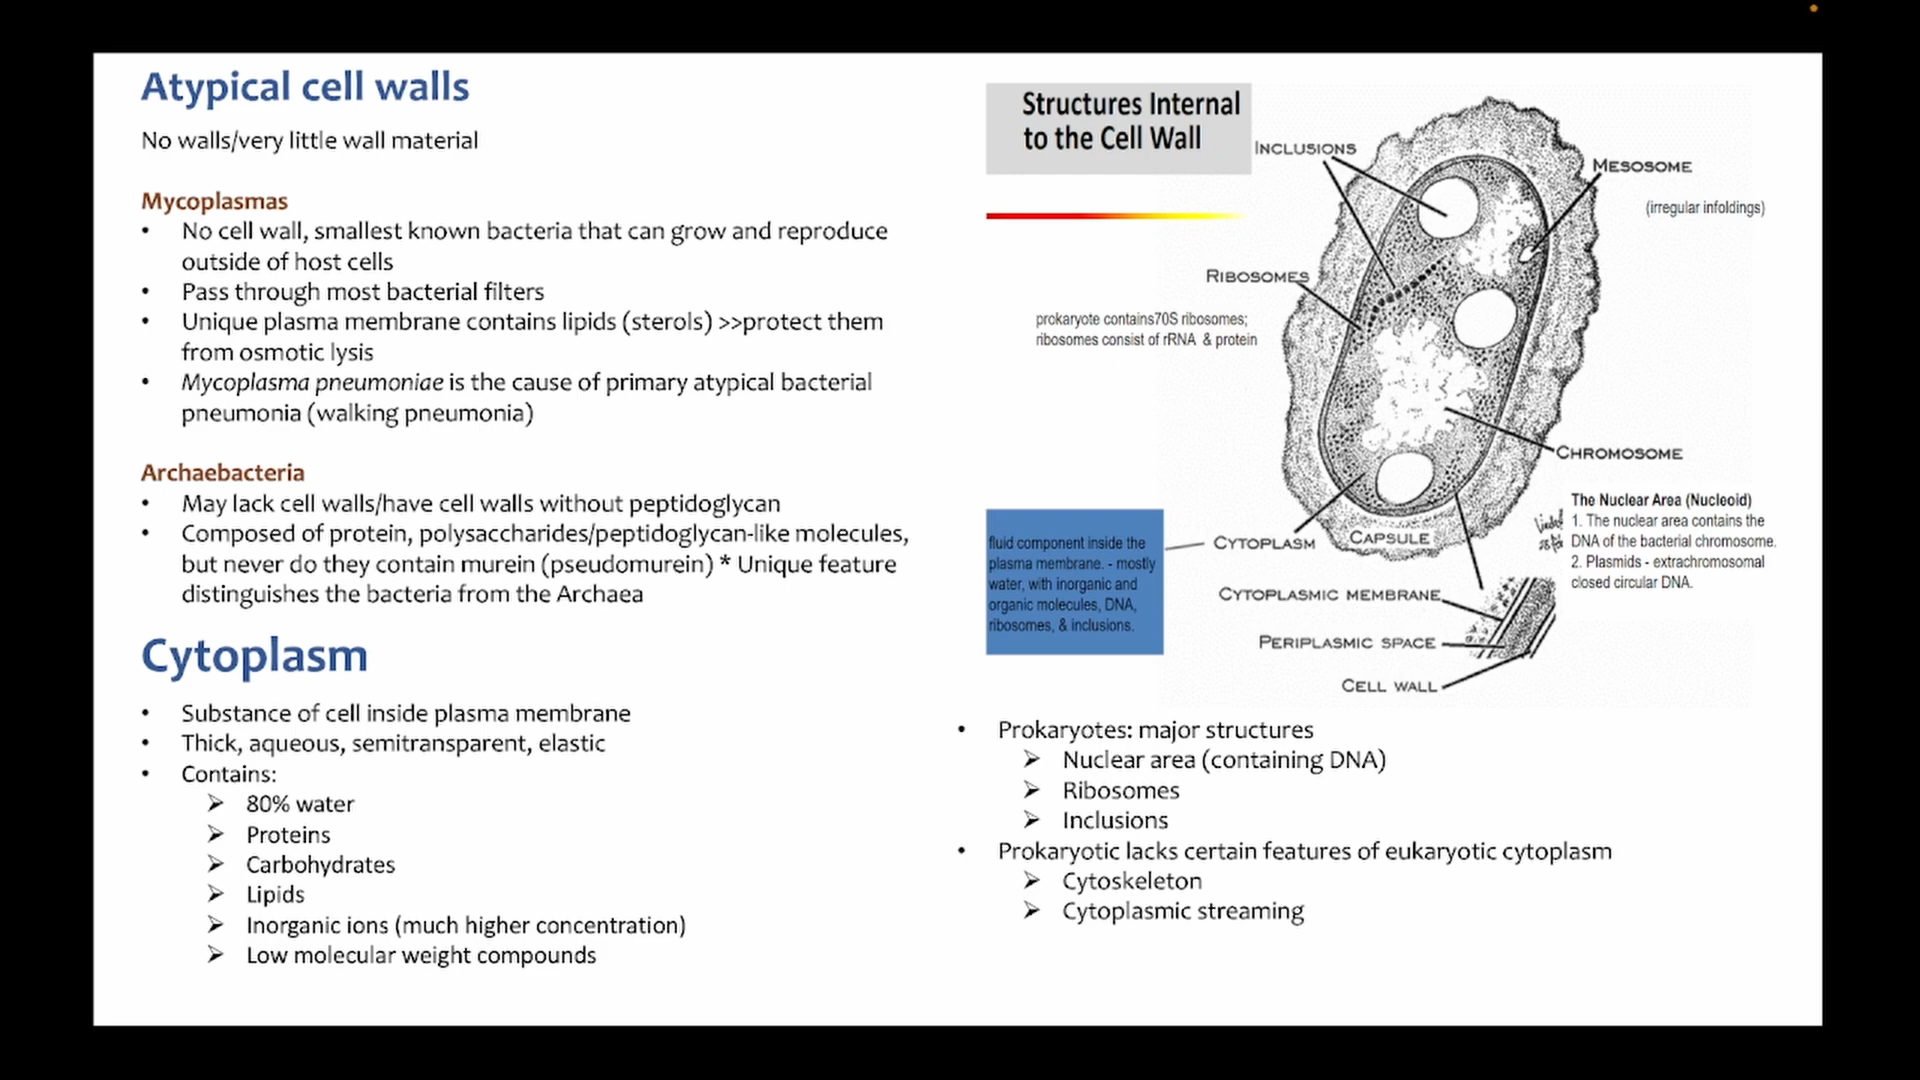 Atypical cell walls
No walls/very little wall material
Mycoplasmas
• No cell wall, smallest known bacteria that can grow and reproduce
outside of host cells
• Pass through most bacterial filters
• Unique plasma membrane contains lipids (sterols) >>protect them
from osmotic lysis
• Mycoplasma pneumoniae is the cause of primary atypical bacterial
pneumonia (walking pneumonia)
Archaebacteria
• May lack cell walls/have cell walls without peptidoglycan
• Composed of protein, polysaccharides/peptidoglycan-like molecules,
but never do they contain murein (pseudomurein) * Unique feature
distinguishes the bacteria from the Archaea
Cytoplasm
• Substance of cell inside plasma membrane
• Thick, aqueous, semitransparent, elastic
• Contains:
➢ 80% water
➢ Proteins
➢ Carbohydrates
➢ Lipids
➢ Inorganic ions (much higher concentration)
➢ Low molecular weight compounds
Structures Internal
to the Cell Wall
INCLUSIONS
MESOSOME
(irregular infoldings)
RIBOSOMES
prokaryote contains70S ribosomes;
ribosomes consist of rRNA & protein
CHROMOSOME
The Nuclear Area (Nucleoid)
1. The nuclear area contains the
DNA of the bacterial chromosome.
2. Plasmids - extrachromosomal
closed circular DNA.
fluid component inside the
plasma membrane. - mostly
water, with inorganic and
organic molecules, DNA,
ribosomes, & inclusions.
CYTOPLASM
CAPSULE
CYTOPLASMIC MEMBRANE
PERIPLASMIC SPACE
CELL WALL
• Prokaryotes: major structures
➢ Nuclear area (containing DNA)
➢ Ribosomes
➢ Inclusions
• Prokaryotic lacks certain features of eukaryotic cytoplasm
➢ Cytoskeleton
➢ Cytoplasmic streaming